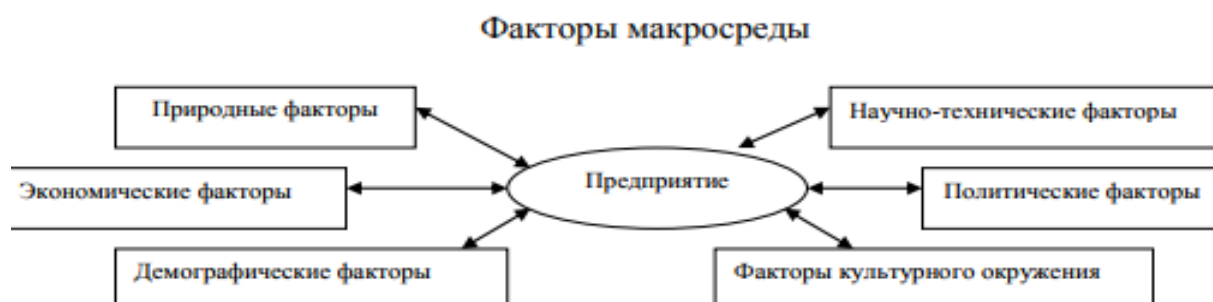 Факторы макросреды
Природные факторы
Научно-технические факторы
Экономические факторы
Предприятие
Политические факторы
Демографические факторы
Факторы культурного окружения